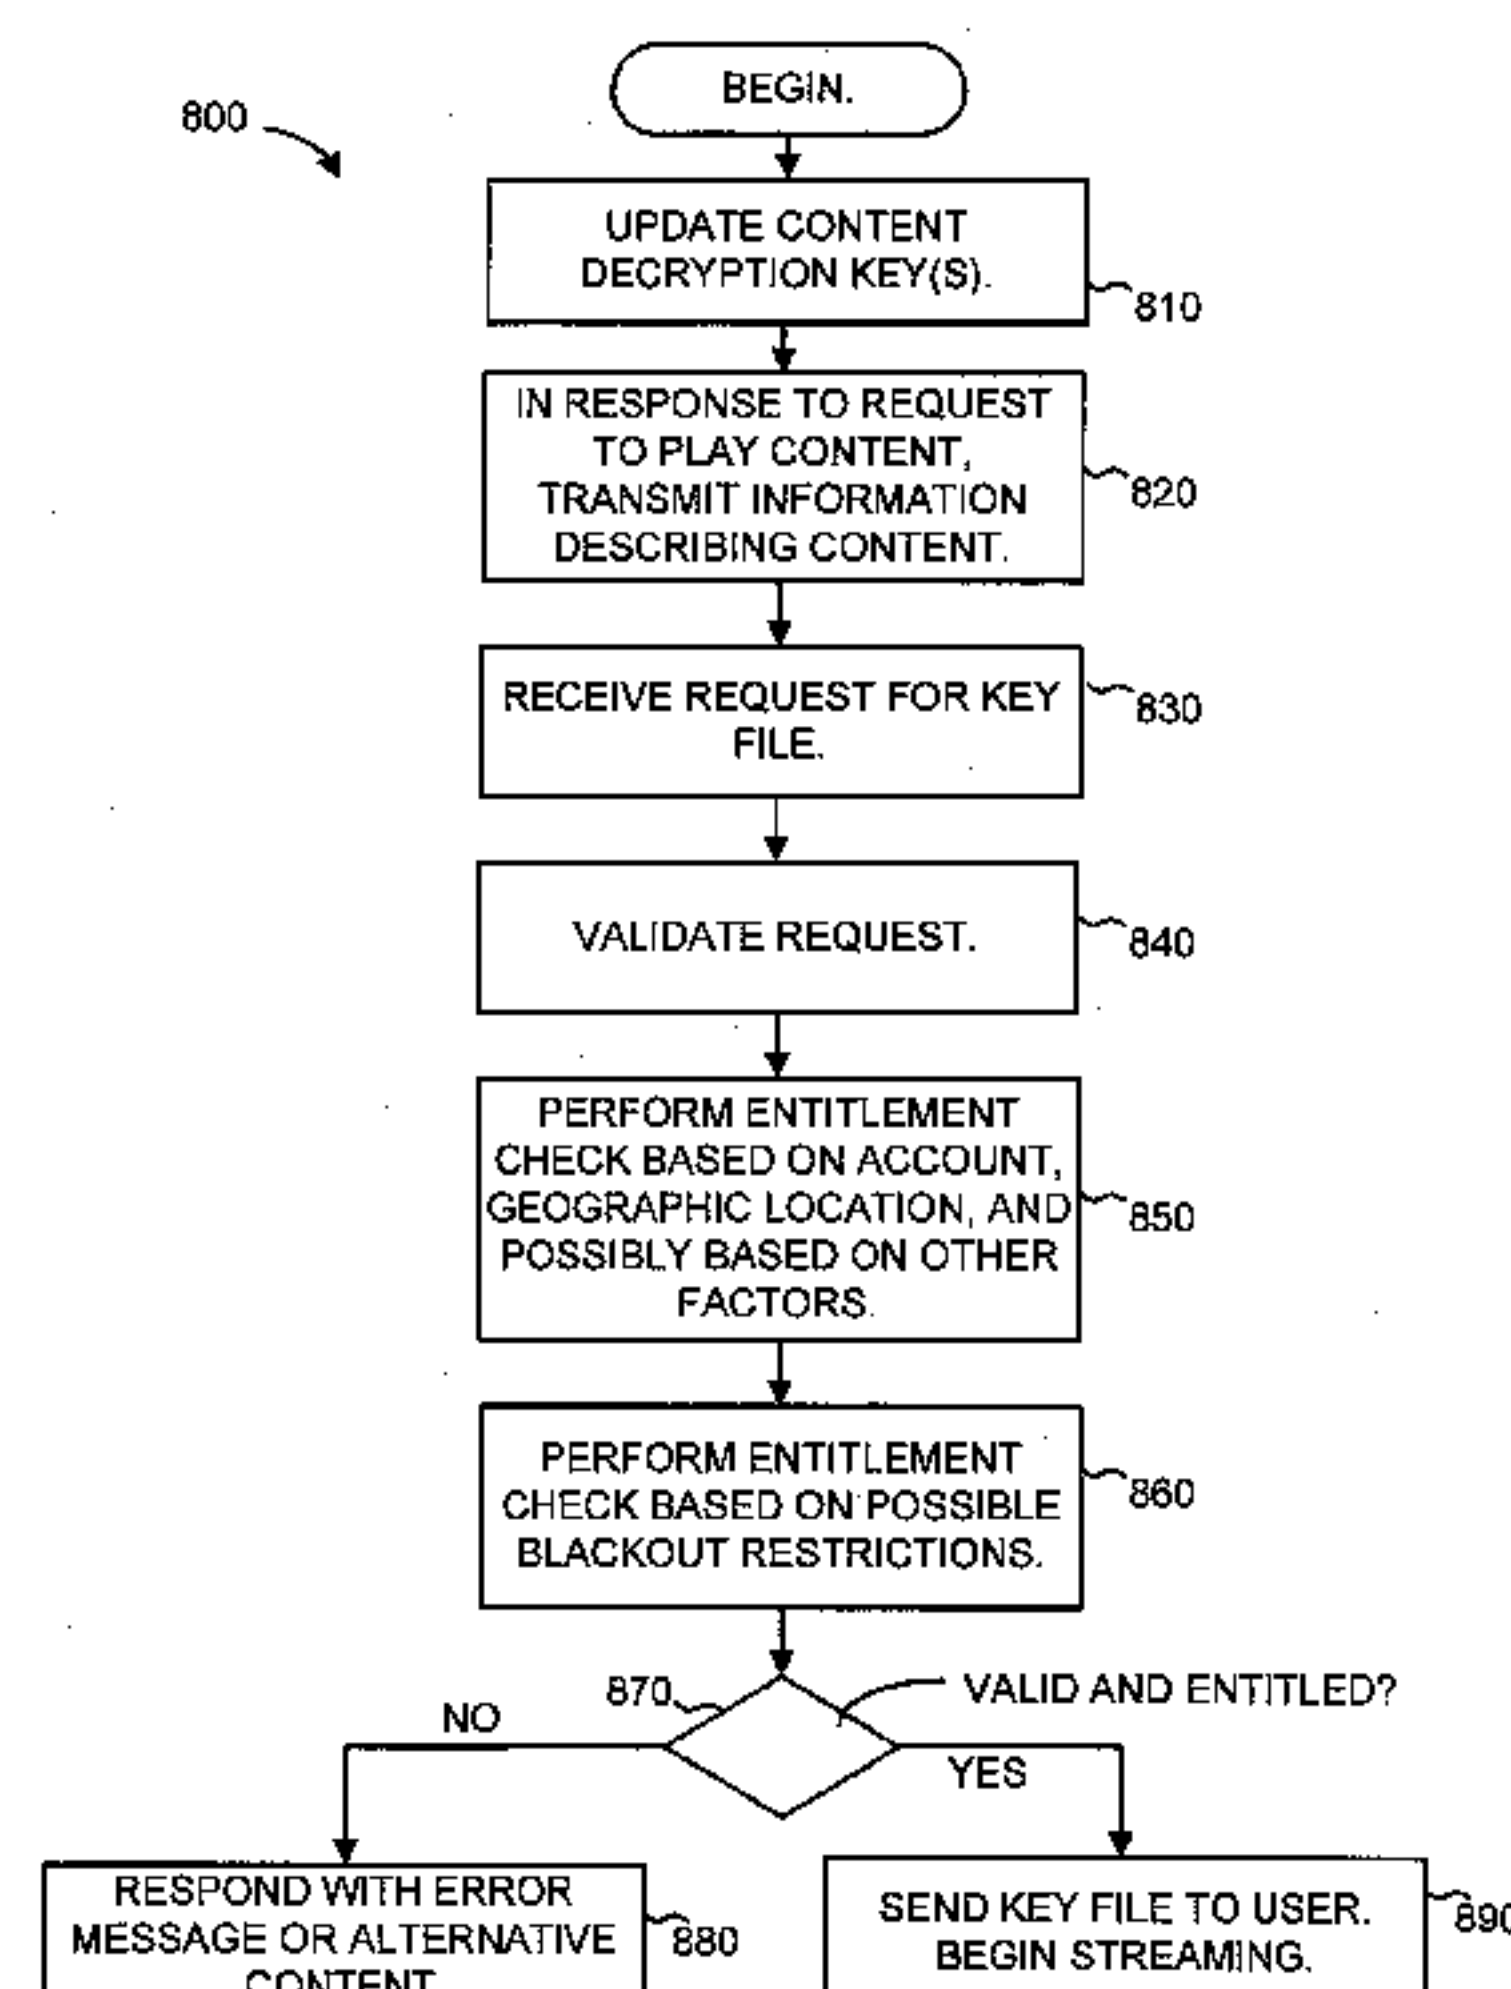 BEGIN.
800
UPDATE CONTENT
DECRYPTION KEY(S).
810
IN RESPONSE TO REQUEST
TO PLAY CONTENT,
TRANSMIT INFORMATION
DESCRIBING CONTENT.
820
RECEIVE REQUEST FOR KEY
FILE.
830
VALIDATE REQUEST.
840
PERFORM ENTITLEMENT
CHECK BASED ON ACCOUNT,
GEOGRAPHIC LOCATION, AND
POSSIBLY BASED ON OTHER
FACTORS.
850
PERFORM ENTITLEMENT
CHECK BASED ON POSSIBLE
BLACKOUT RESTRICTIONS.
860
870
VALID AND ENTITLED?
NO
YES
RESPOND WITH ERROR
MESSAGE OR ALTERNATIVE
CONTENT
880
SEND KEY FILE TO USER.
BEGIN STREAMING.
890